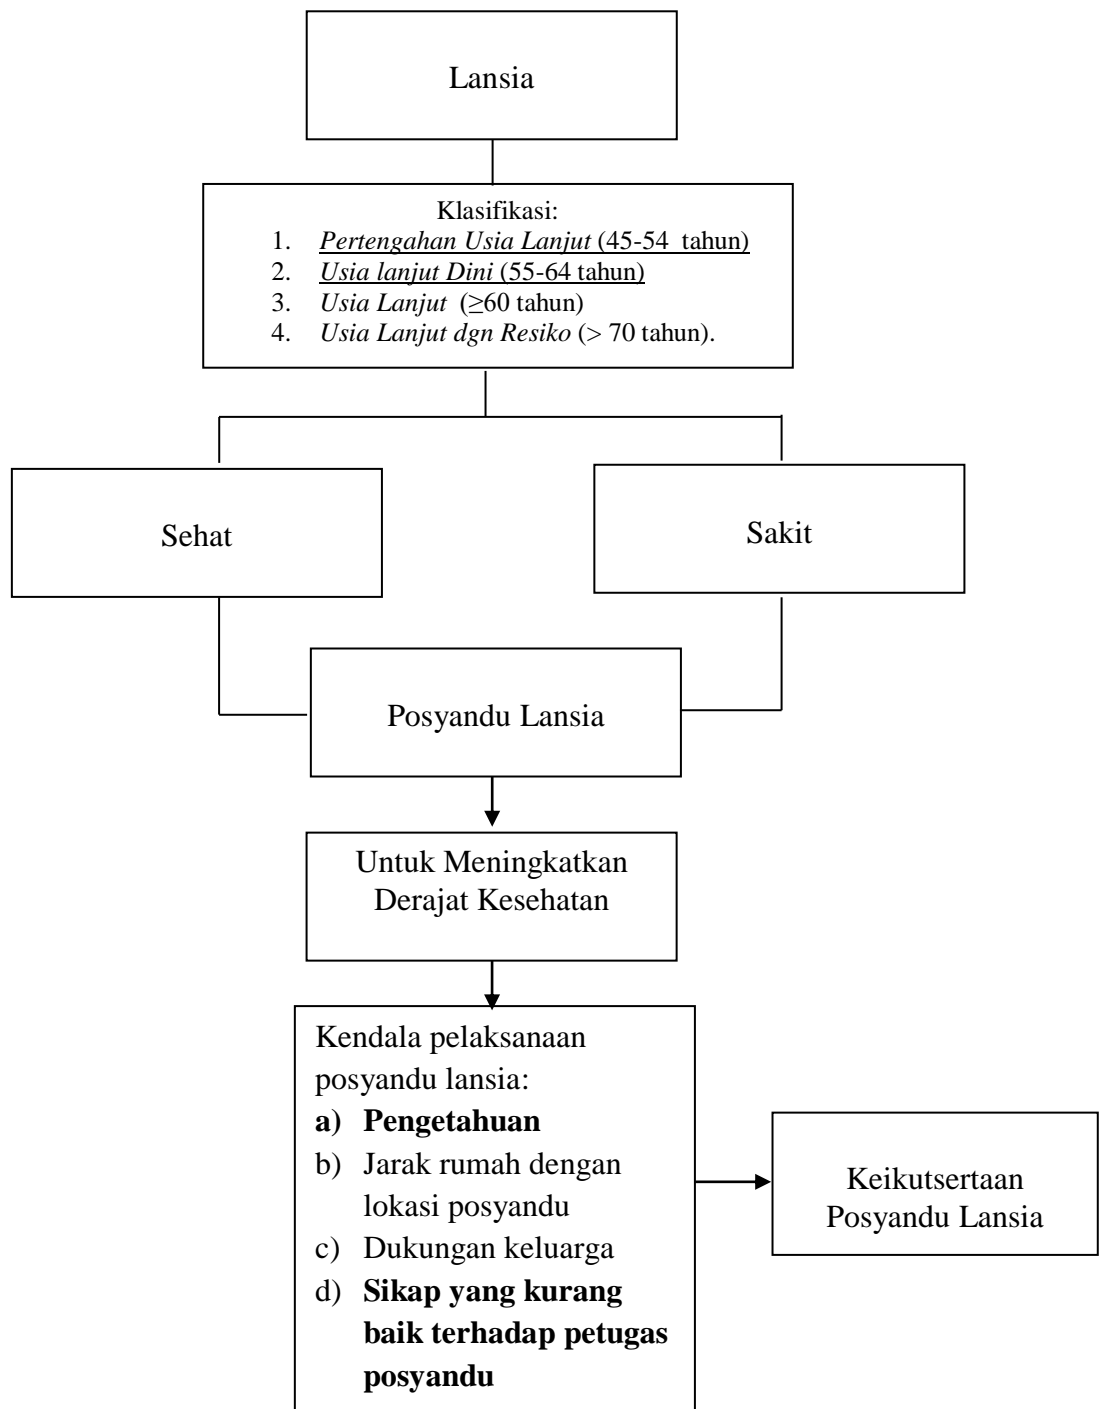 Lansia
Klasifikasi:
1. Pertengahan Usia Lanjut (45-54 tahun)
2. Usia lanjut Dini (55-64 tahun)
3. Usia Lanjut (≥60 tahun)
4. Usia Lanjut dgn Resiko (> 70 tahun).
Sehat
Sakit
Posyandu Lansia
Untuk Meningkatkan
Derajat Kesehatan
Kendala pelaksanaan
posyandu lansia:
a) Pengetahuan
b) Jarak rumah dengan
lokasi posyandu
c) Dukungan keluarga
d) Sikap yang kurang
baik terhadap petugas
posyandu
Keikutsertaan
Posyandu Lansia